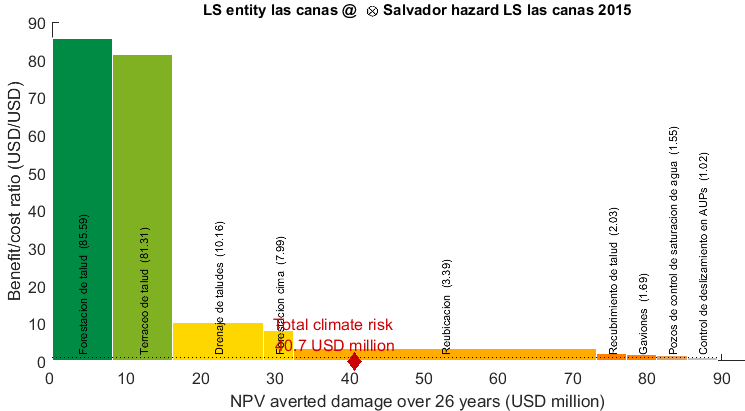 LS entity las canas @ ⊗ Salvador hazard LS las canas 2015
Benefit/cost ratio (USD/USD)
90
80
70
60
50
40
30
20
10
0
Forestacion de talud (85.59)
Terraceo de talud (81.31)
Drenaje de taludes (10.16)
Forestacion cima (7.99)
Reubicacion (3.39)
Recubrimiento de talud (2.03)
Gaviones (1.69)
Pozos de control de saturacion de agua (1.55)
Control de deslizamiento en AUPs (1.02)
Total climate risk
40.7 USD million
0 10 20 30 40 50 60 70 80 90
NPV averted damage over 26 years (USD million)